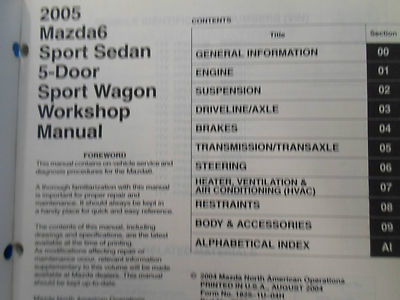 2005
Mazda6
Sport Sedan
5-Door
Sport Wagon
Workshop
Manual
FOREWORD
This manual contains on-vehicle service and
diagnosis procedures for the Mazda6.
A thorough familiarization with this manual
is important for proper repair and
maintenance. It should always be kept in
a handy place for quick and easy reference.
The contents of this manual, including
drawings and specifications, are the latest
available at the time of printing.
As modifications affecting repair or
maintenance occur, relevant information
supplementary to this volume will be made
available at Mazda dealers. This manual
should be kept up-to-date.
CONTENTS
Title Section
GENERAL INFORMATION 00
ENGINE 01
SUSPENSION 02
DRIVELINE/AXLE 03
BRAKES 04
TRANSMISSION/TRANSAXLE 05
STEERING 06
HEATER, VENTILATION &
AIR CONDITIONING (HVAC) 07
RESTRAINTS 08
BODY & ACCESSORIES 09
ALPHABETICAL INDEX AI
© 2004 Mazda North American Operations
PRINTED IN U.S.A., AUGUST 2004
Form No. 1825-1U-04H